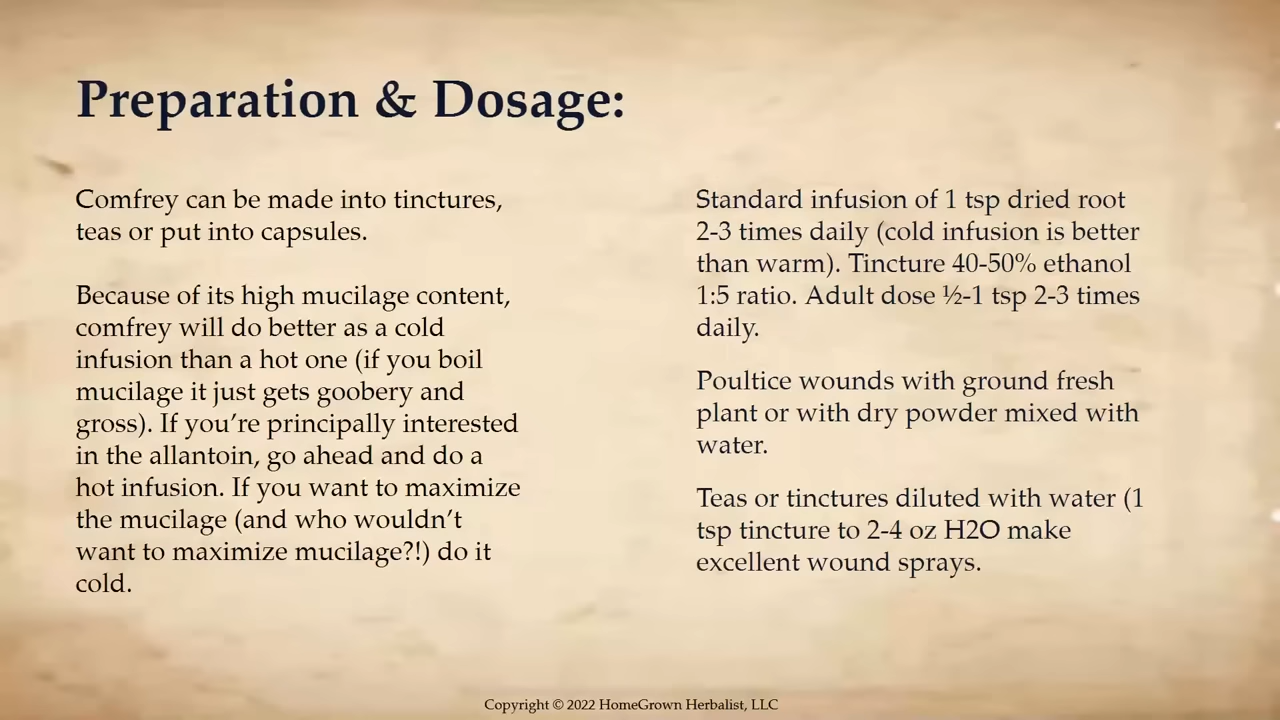 Preparation & Dosage:
Comfrey can be made into tinctures,
teas or put into capsules.
Because of its high mucilage content,
comfrey will do better as a cold
infusion than a hot one (if you boil
mucilage it just gets goobery and
gross). If you’re principally interested
in the allantoin, go ahead and do a
hot infusion. If you want to maximize
the mucilage (and who wouldn’t
want to maximize mucilage?!) do it
cold.
Standard infusion of 1 tsp dried root
2-3 times daily (cold infusion is better
than warm). Tincture 40-50% ethanol
1:5 ratio. Adult dose ½-1 tsp 2-3 times
daily.
Poultice wounds with ground fresh
plant or with dry powder mixed with
water.
Teas or tinctures diluted with water (1
tsp tincture to 2-4 oz H2O make
excellent wound sprays.
Copyright © 2022 HomeGrown Herbalist, LLC